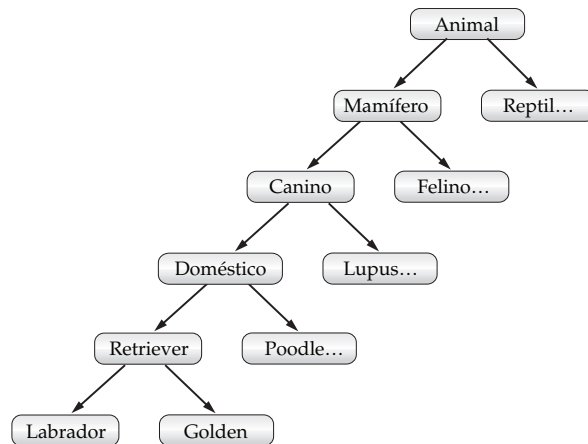 Animal
Mamífero
Reptil…
Canino
Felino…
Doméstico
Lupus…
Retriever
Poodle…
Labrador
Golden